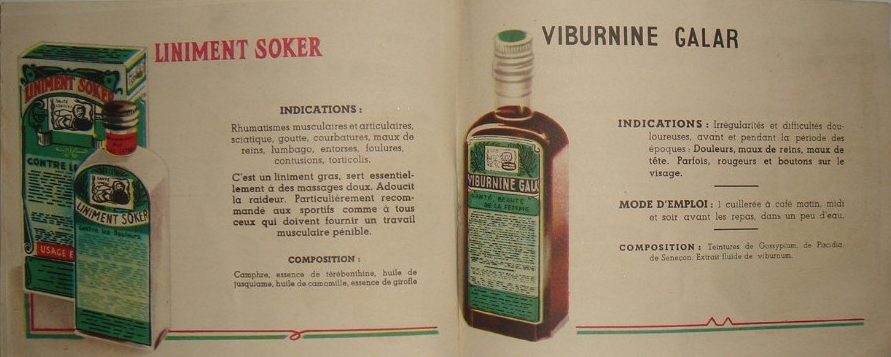 LINIMENT SOKER
INDICATIONS :
Rhumatismes musculaires et articulaires,
sciatique, goutte, courbatures, maux de
reins, lumbago, entorses, foulures,
contusions, torticolis.
C'est un liniment gras, sert essentiel-
lement à des massages doux. Adoucit
la raideur. Particulièrement recom-
mandé aux sportifs comme à tous
ceux qui doivent fournir un travail
musculaire pénible.
COMPOSITION :
Camphre, essence de térébenthine, huile de
jusquiame, huile de camomille, essence de girofle
LINIMENT SOKER
CONTRE
USAGE E
LINIMENT SOKER
Contre les Douleurs
VIBURNINE GALAR
INDICATIONS : Irrégularités et difficultés dou-
loureuses, avant et pendant la période des
époques : Douleurs, maux de reins, maux de
tête. Parfois, rougeurs et boutons sur le
visage.
MODE D'EMPLOI : 1 cuillerée à café matin, midi
et soir avant les repas, dans un peu d'eau.
COMPOSITION : Teintures de Gossypium, de Piscidia,
de Seneçon. Extrait fluide de viburnum.
VIBURNINE GAL
SANTÉ, BEAUTÉ
DE LA FEMME